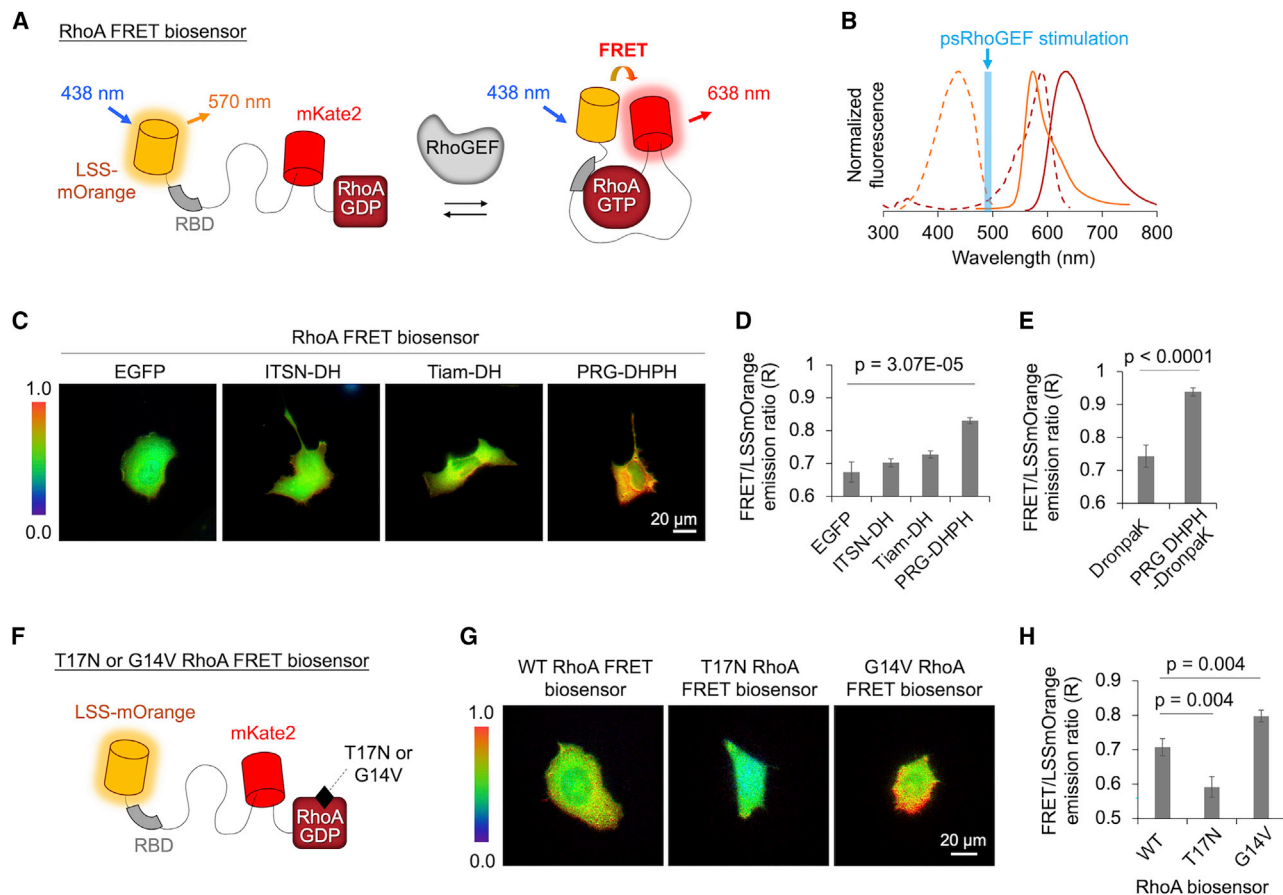 A
RhoA FRET biosensor
438 nm
570 nm
LSS-
mOrange
RBD
mKate2
RhoA
GDP
RhoGEF
FRET
438 nm
638 nm
RhoA
GTP
B
psRhoGEF stimulation
Normalized
fluorescence
300 400 500 600 700 800
Wavelength (nm)
C
RhoA FRET biosensor
EGFP ITSN-DH Tiam-DH PRG-DHPH
1.0
0.0
20 µm
D
FRET/LSSmOrange
emission ratio (R)
p = 3.07E-05
1
0.9
0.8
0.7
0.6
EGFP
ITSN-DH
Tiam-DH
PRG-DHPH
E
FRET/LSSmOrange
emission ratio (R)
p < 0.0001
1
0.9
0.8
0.7
0.6
DronpaK
PRG DHPH
-DronpaK
F
T17N or G14V RhoA FRET biosensor
LSS-mOrange
mKate2
T17N or
G14V
RhoA
GDP
RBD
G
WT RhoA FRET
biosensor
T17N RhoA
FRET biosensor
G14V RhoA
FRET biosensor
1.0
0.0
20 µm
H
FRET/LSSmOrange
emission ratio (R)
p = 0.004
p = 0.004
0.9
0.8
0.7
0.6
0.5
WT
T17N
G14V
RhoA biosensor